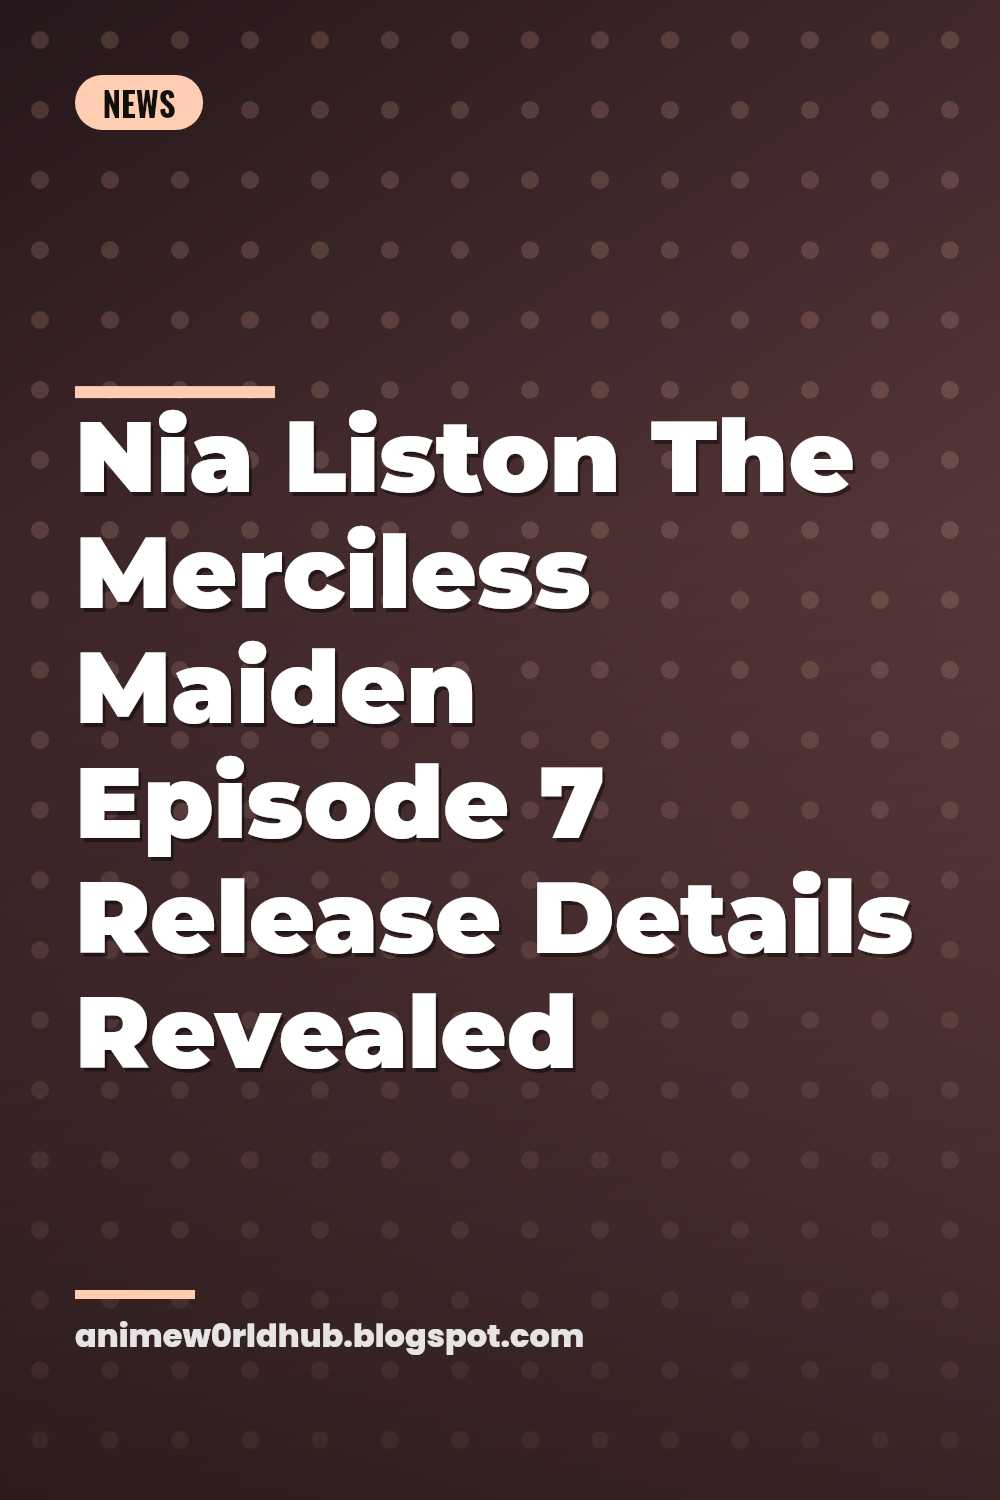 NEWS
Nia Liston The
Merciless
Maiden
Episode 7
Release Details
Revealed
animew0rldhub.blogspot.com